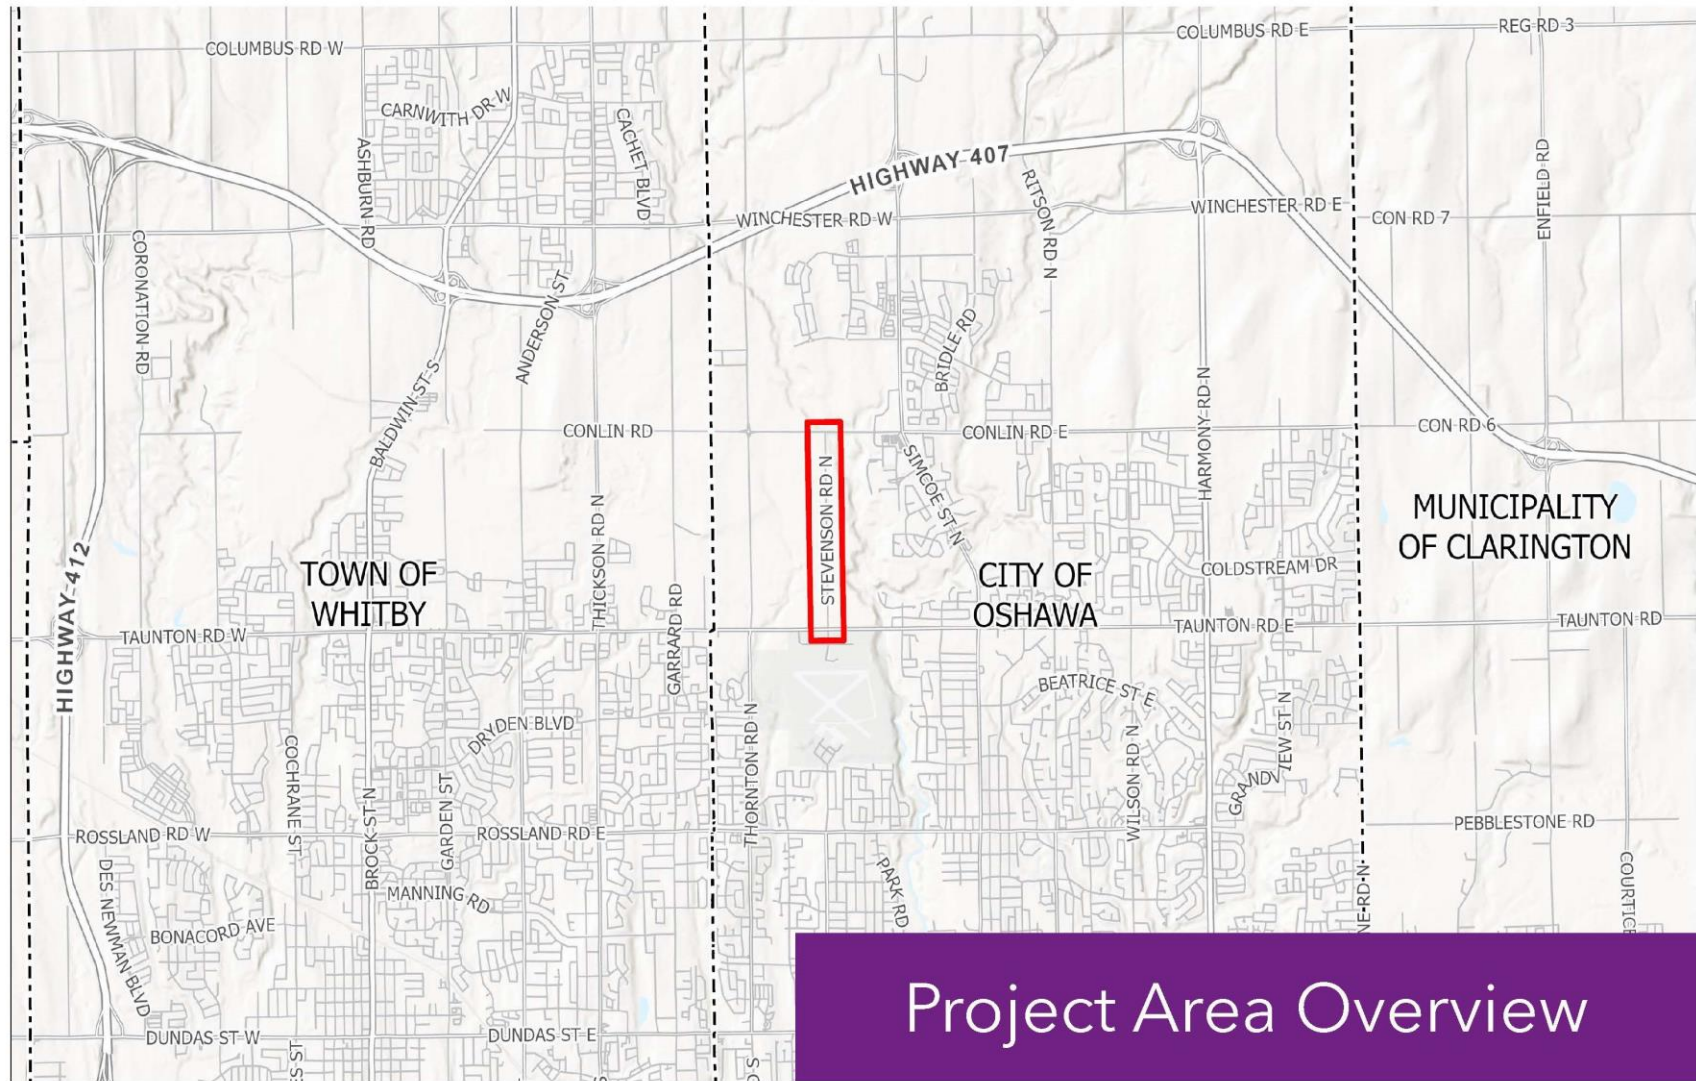 COLUMBUS RD W
COLUMBUS RD E
REG RD 3
CARNWITH DR W
CACHET BLVD
ASHBURN RD
HIGHWAY 407
RITSON RD N
ENFIELD RD
WINCHESTER RD W
WINCHESTER RD E
CON RD 7
CORONATION RD
ANDERSON ST
BRIDLE RD
BALDWIN ST S
HARMONY RD N
CONLIN RD
CONLIN RD E
CON RD 6
SIMCOE ST N
STEVENSON RD N
THICKSON RD N
MUNICIPALITY
OF CLARINGTON
HIGHWAY 412
TOWN OF
WHITBY
CITY OF
OSHAWA
COLDSTREAM DR
GARRARD RD
TAUNTON RD W
TAUNTON RD E
TAUNTON RD
BEATRICE ST E
DRYDEN BLVD
THORNTON RD N
GRANDVIEW ST N
COCHRANE ST
BROCK ST N
GARDEN ST
WILSON RD N
ROSSLAND RD W
ROSSLAND RD E
PEBBLESTONE RD
DES NEWMAN BLVD
MANNING RD
PARK RD
NE RD N
COURTICE
BONACORD AVE
DUNDAS ST W
DUNDAS ST E
Project Area Overview